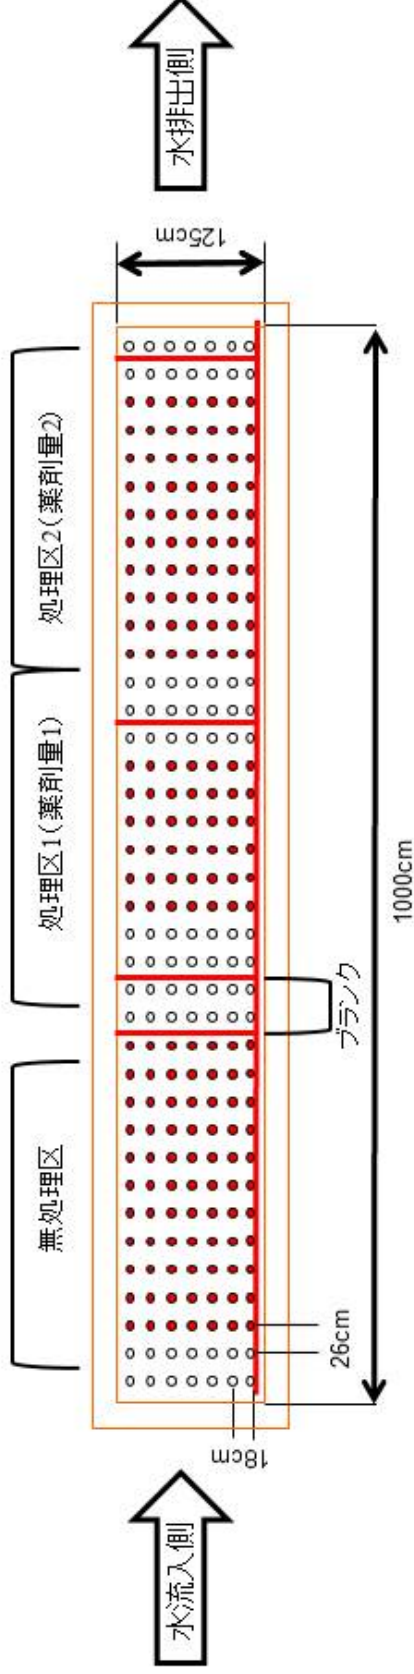 水流入側
無処理区
処理区1(薬剤量1)
処理区2(薬剤量2)
水排出側
125cm
18cm
26cm
ブランク
1000cm